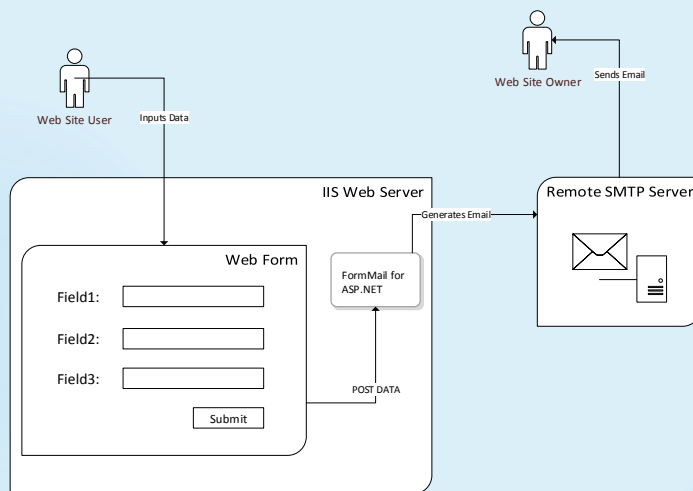 Web Site Owner
Sends Email
Web Site User
Inputs Data
IIS Web Server
Remote SMTP Server
Generates Email
Web Form
FormMail for
ASP.NET
Field1:
Field2:
Field3:
POST DATA
Submit